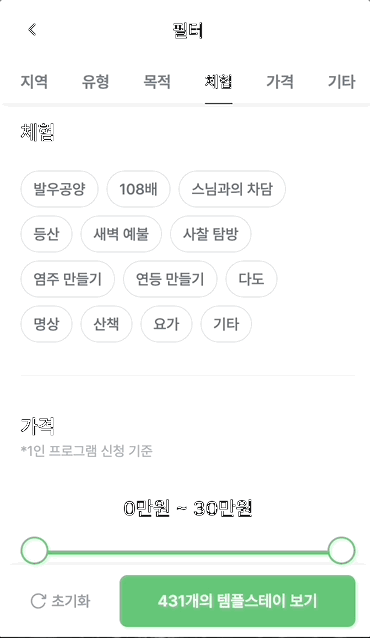 필터
지역 유형 목적 체험 가격 기타
체험
발우공양 108배 스님과의 차담
등산 새벽 예불 사찰 탐방
염주 만들기 연등 만들기 다도
명상 산책 요가 기타
가격
*1인 프로그램 신청 기준
0만원 ~ 30만원
초기화 431개의 템플스테이 보기